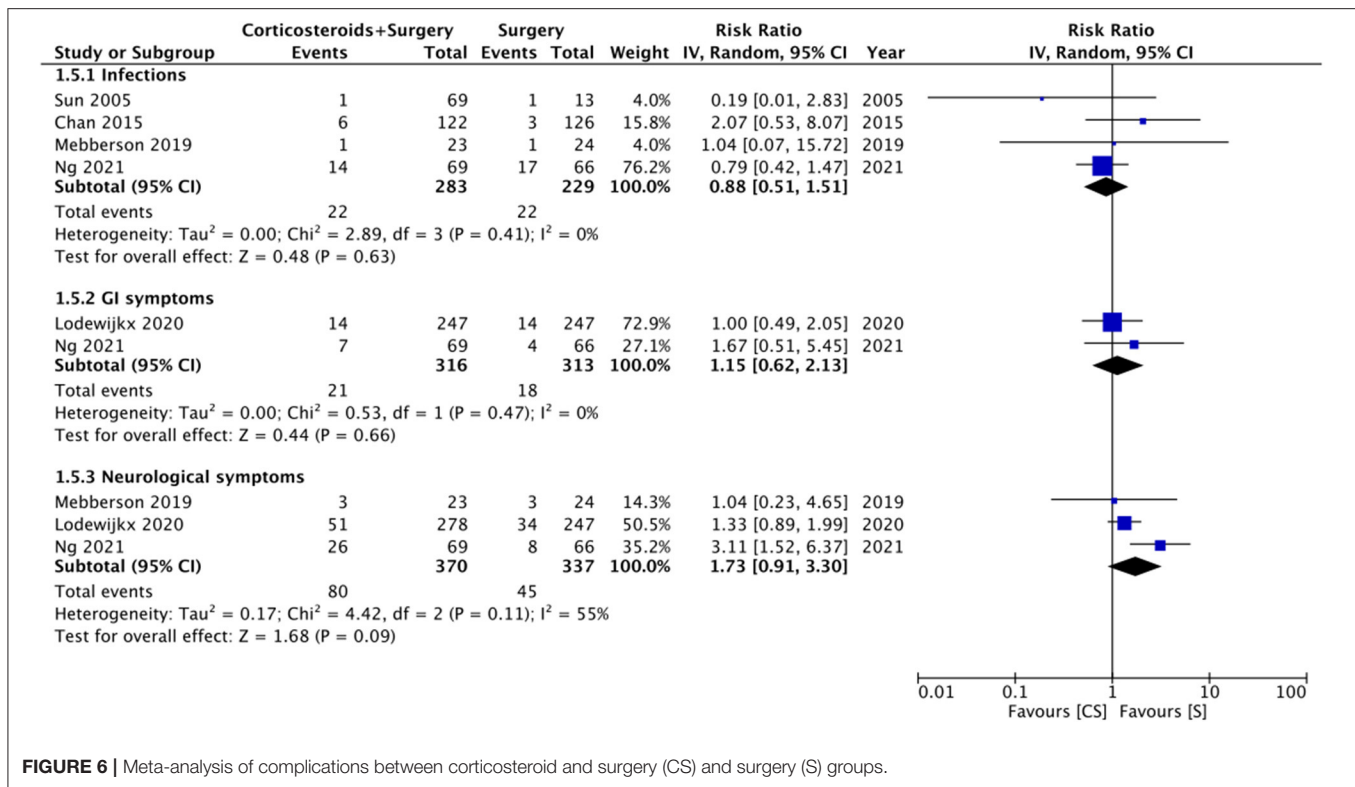 Corticosteroids+Surgery Surgery Risk Ratio Risk Ratio
Study or Subgroup Events Total Events Total Weight IV, Random, 95% CI Year IV, Random, 95% CI
1.5.1 Infections
Sun 2005 1 69 1 13 4.0% 0.19 [0.01, 2.83] 2005
Chan 2015 6 122 3 126 15.8% 2.07 [0.53, 8.07] 2015
Mebberson 2019 1 23 1 24 4.0% 1.04 [0.07, 15.72] 2019
Ng 2021 14 69 17 66 76.2% 0.79 [0.42, 1.47] 2021
Subtotal (95% CI) 283 229 100.0% 0.88 [0.51, 1.51]
Total events 22 22
Heterogeneity: Tau² = 0.00; Chi² = 2.89, df = 3 (P = 0.41); I² = 0%
Test for overall effect: Z = 0.48 (P = 0.63)
1.5.2 GI symptoms
Lodewijkx 2020 14 247 14 247 72.9% 1.00 [0.49, 2.05] 2020
Ng 2021 7 69 4 66 27.1% 1.67 [0.51, 5.45] 2021
Subtotal (95% CI) 316 313 100.0% 1.15 [0.62, 2.13]
Total events 21 18
Heterogeneity: Tau² = 0.00; Chi² = 0.53, df = 1 (P = 0.47); I² = 0%
Test for overall effect: Z = 0.44 (P = 0.66)
1.5.3 Neurological symptoms
Mebberson 2019 3 23 3 24 14.3% 1.04 [0.23, 4.65] 2019
Lodewijkx 2020 51 278 34 247 50.5% 1.33 [0.89, 1.99] 2020
Ng 2021 26 69 8 66 35.2% 3.11 [1.52, 6.37] 2021
Subtotal (95% CI) 370 337 100.0% 1.73 [0.91, 3.30]
Total events 80 45
Heterogeneity: Tau² = 0.17; Chi² = 4.42, df = 2 (P = 0.11); I² = 55%
Test for overall effect: Z = 1.68 (P = 0.09)
0.01 0.1 1 10 100
Favours [CS] Favours [S]
FIGURE 6 | Meta-analysis of complications between corticosteroid and surgery (CS) and surgery (S) groups.